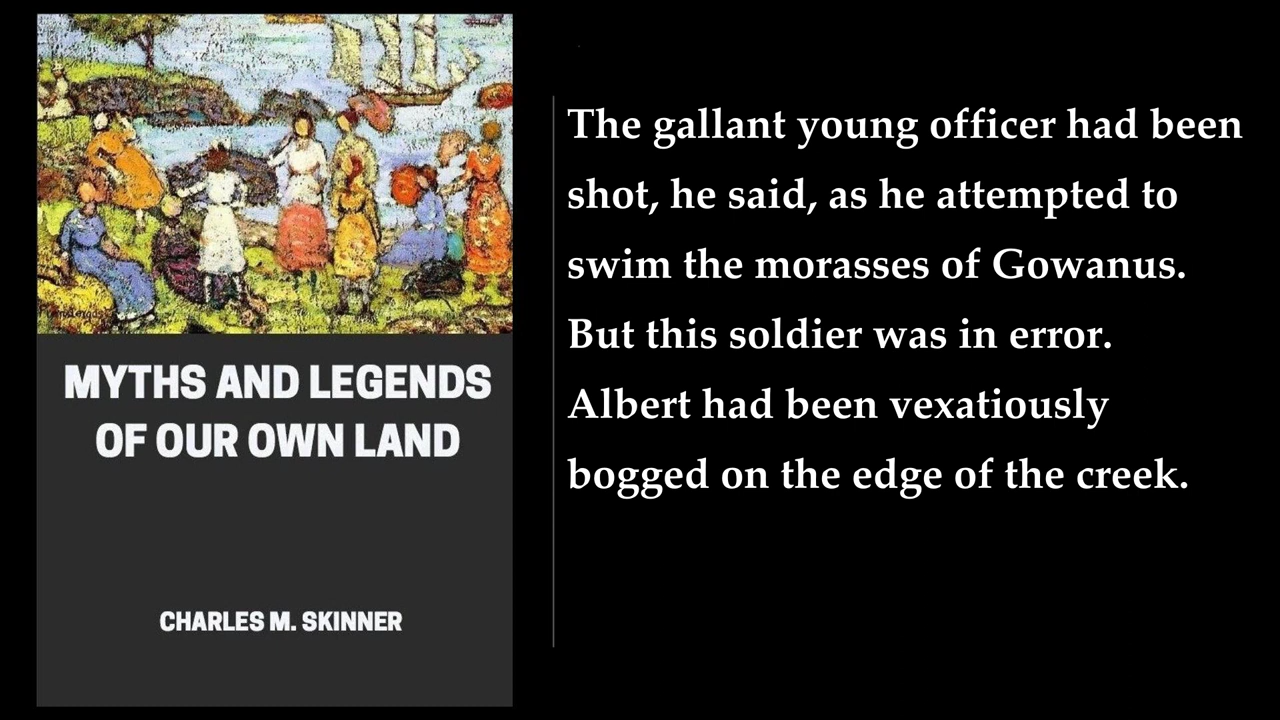 MYTHS AND LEGENDS
OF OUR OWN LAND
CHARLES M. SKINNER
The gallant young officer had been
shot, he said, as he attempted to
swim the morasses of Gowanus.
But this soldier was in error.
Albert had been vexatiously
bogged on the edge of the creek.